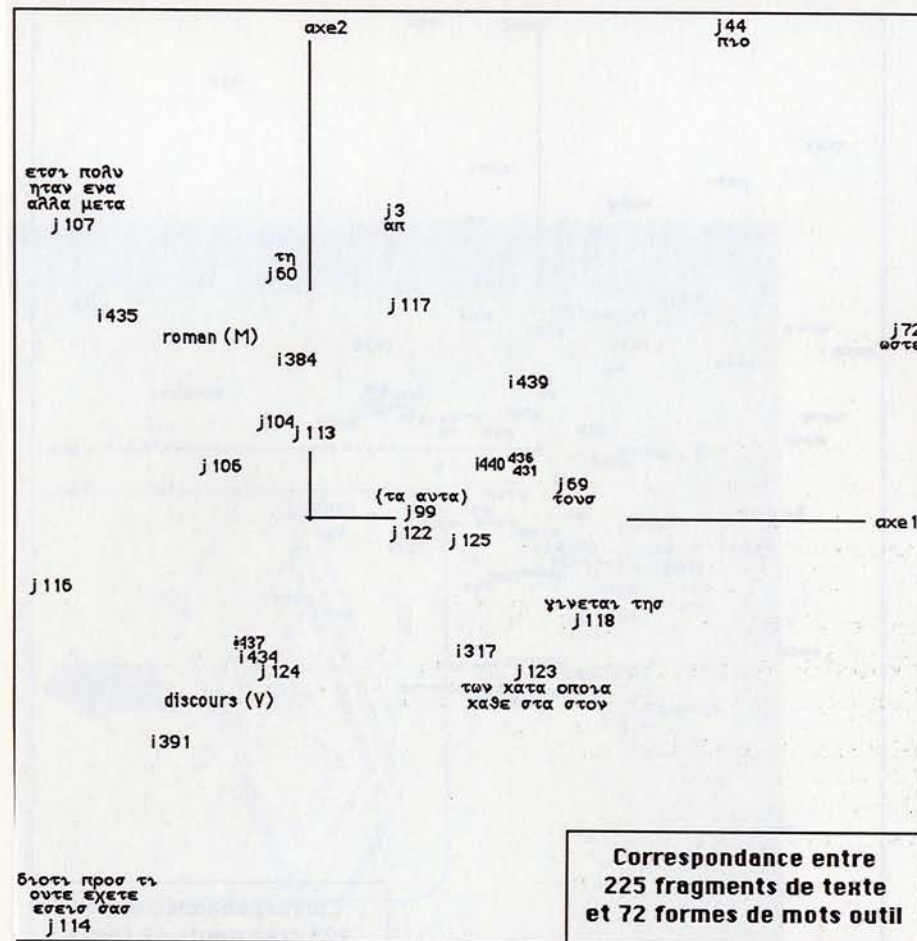 axe2
j44
πιο
ετσι πολυ
ηταν ενα
αλλα μετα
j107
j3
απ
τη
j60
j117
i435
roman (M)
j72
ωστε
i384
i439
j104
j113
j106
i440 436
431
j69
τουσ
{τα αυτα}
j99
axe1
j122
j125
j116
γινεται τησ
j118
i437
i434
j124
i317
j123
των κατα οποια
καθε στα στον
discours (Y)
i391
διοτι προσ τι
ουτε εχετε
εσεισ σασ
j114
Correspondance entre
225 fragments de texte
et 72 formes de mots outil